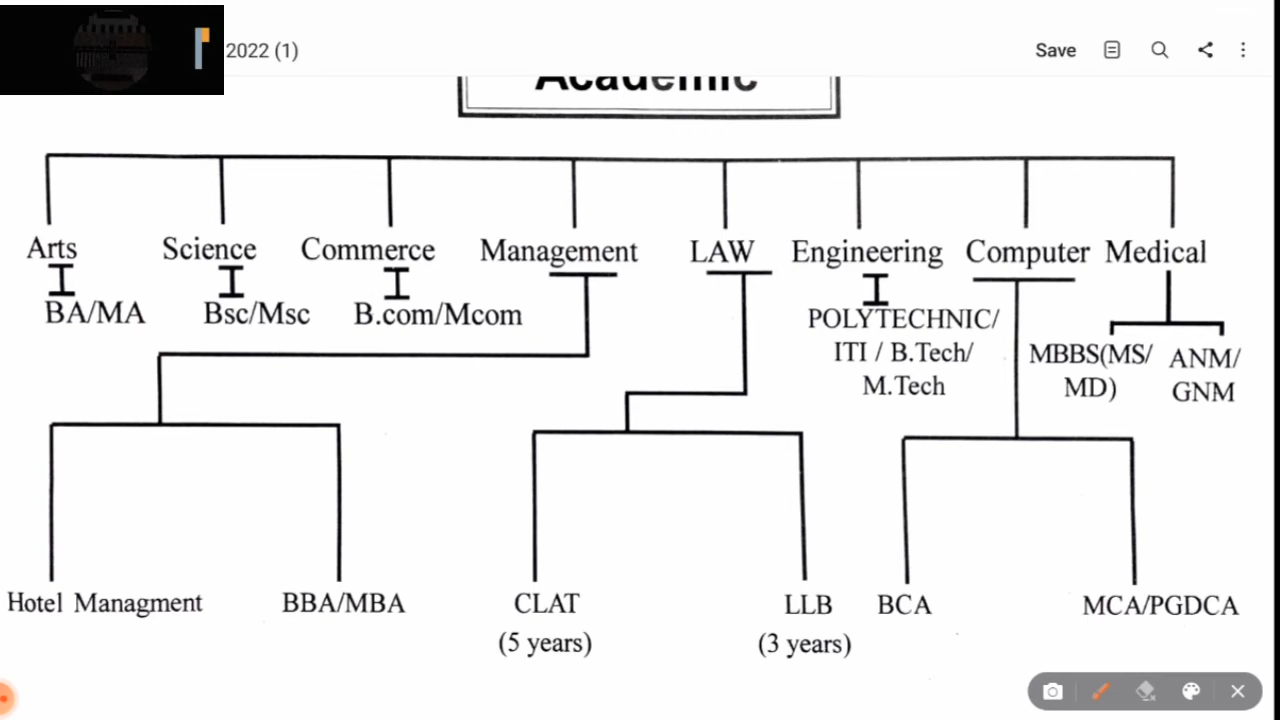 2022 (1)
Save
Academic
Arts Science Commerce Management LAW Engineering Computer Medical
BA/MA Bsc/Msc B.com/Mcom POLYTECHNIC/
ITI / B.Tech/
M.Tech
MBBS(MS/
MD)
ANM/
GNM
Hotel Managment BBA/MBA CLAT LLB BCA MCA/PGDCA
(5 years) (3 years)